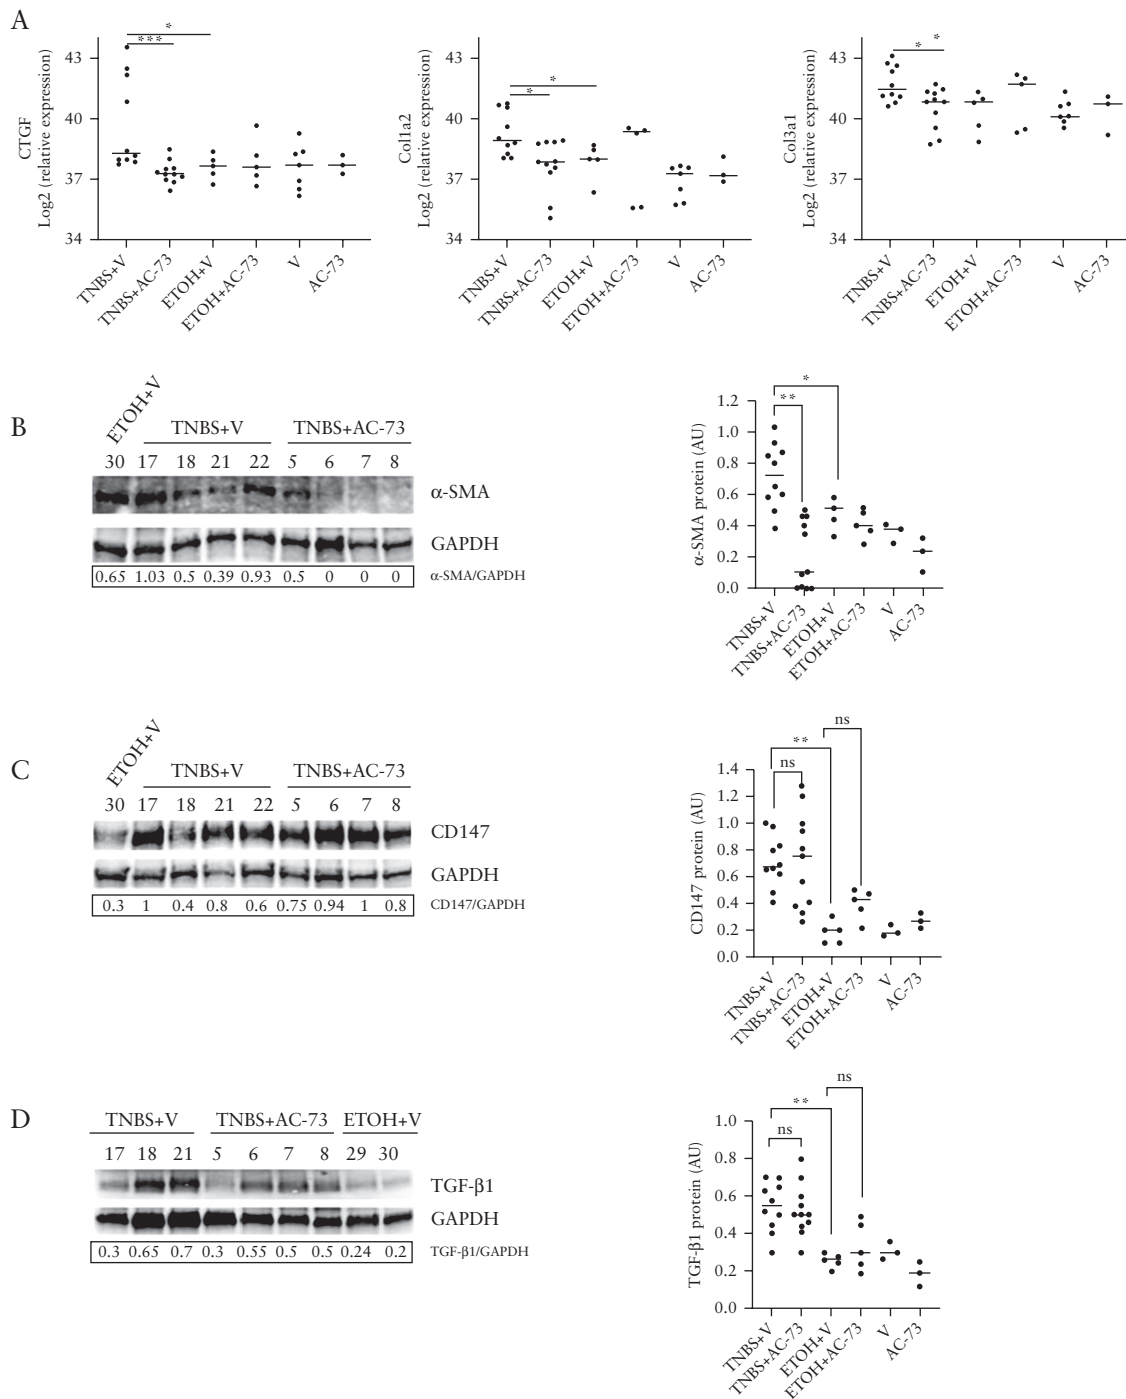 A
CTGF
Log2 (relative expression)
43
40
37
34
*
***
TNBS+V
TNBS+AC-73
ETOH+V
ETOH+AC-73
V
AC-73
Col1a2
Log2 (relative expression)
43
40
37
34
*
*
TNBS+V
TNBS+AC-73
ETOH+V
ETOH+AC-73
V
AC-73
Col3a1
Log2 (relative expression)
43
40
37
34
*
*
TNBS+V
TNBS+AC-73
ETOH+V
ETOH+AC-73
V
AC-73
B
ETOH+V
TNBS+V
TNBS+AC-73
30 17 18 21 22 5 6 7 8
α-SMA
GAPDH
0.65 1.03 0.5 0.39 0.93 0.5 0 0 0
α-SMA/GAPDH
α-SMA protein (AU)
1.2
1.0
0.8
0.6
0.4
0.2
0.0
*
**
TNBS+V
TNBS+AC-73
ETOH+V
ETOH+AC-73
V
AC-73
C
ETOH+V
TNBS+V
TNBS+AC-73
30 17 18 21 22 5 6 7 8
CD147
GAPDH
0.3 1 0.4 0.8 0.6 0.75 0.94 1 0.8
CD147/GAPDH
CD147 protein (AU)
1.4
1.2
1.0
0.8
0.6
0.4
0.2
0.0
ns
**
ns
TNBS+V
TNBS+AC-73
ETOH+V
ETOH+AC-73
V
AC-73
D
TNBS+V
TNBS+AC-73
ETOH+V
17 18 21 5 6 7 8 29 30
TGF-β1
GAPDH
0.3 0.65 0.7 0.3 0.55 0.5 0.5 0.24 0.2
TGF-β1/GAPDH
TGF-β1 protein (AU)
1.0
0.8
0.6
0.4
0.2
0.0
ns
**
ns
TNBS+V
TNBS+AC-73
ETOH+V
ETOH+AC-73
V
AC-73